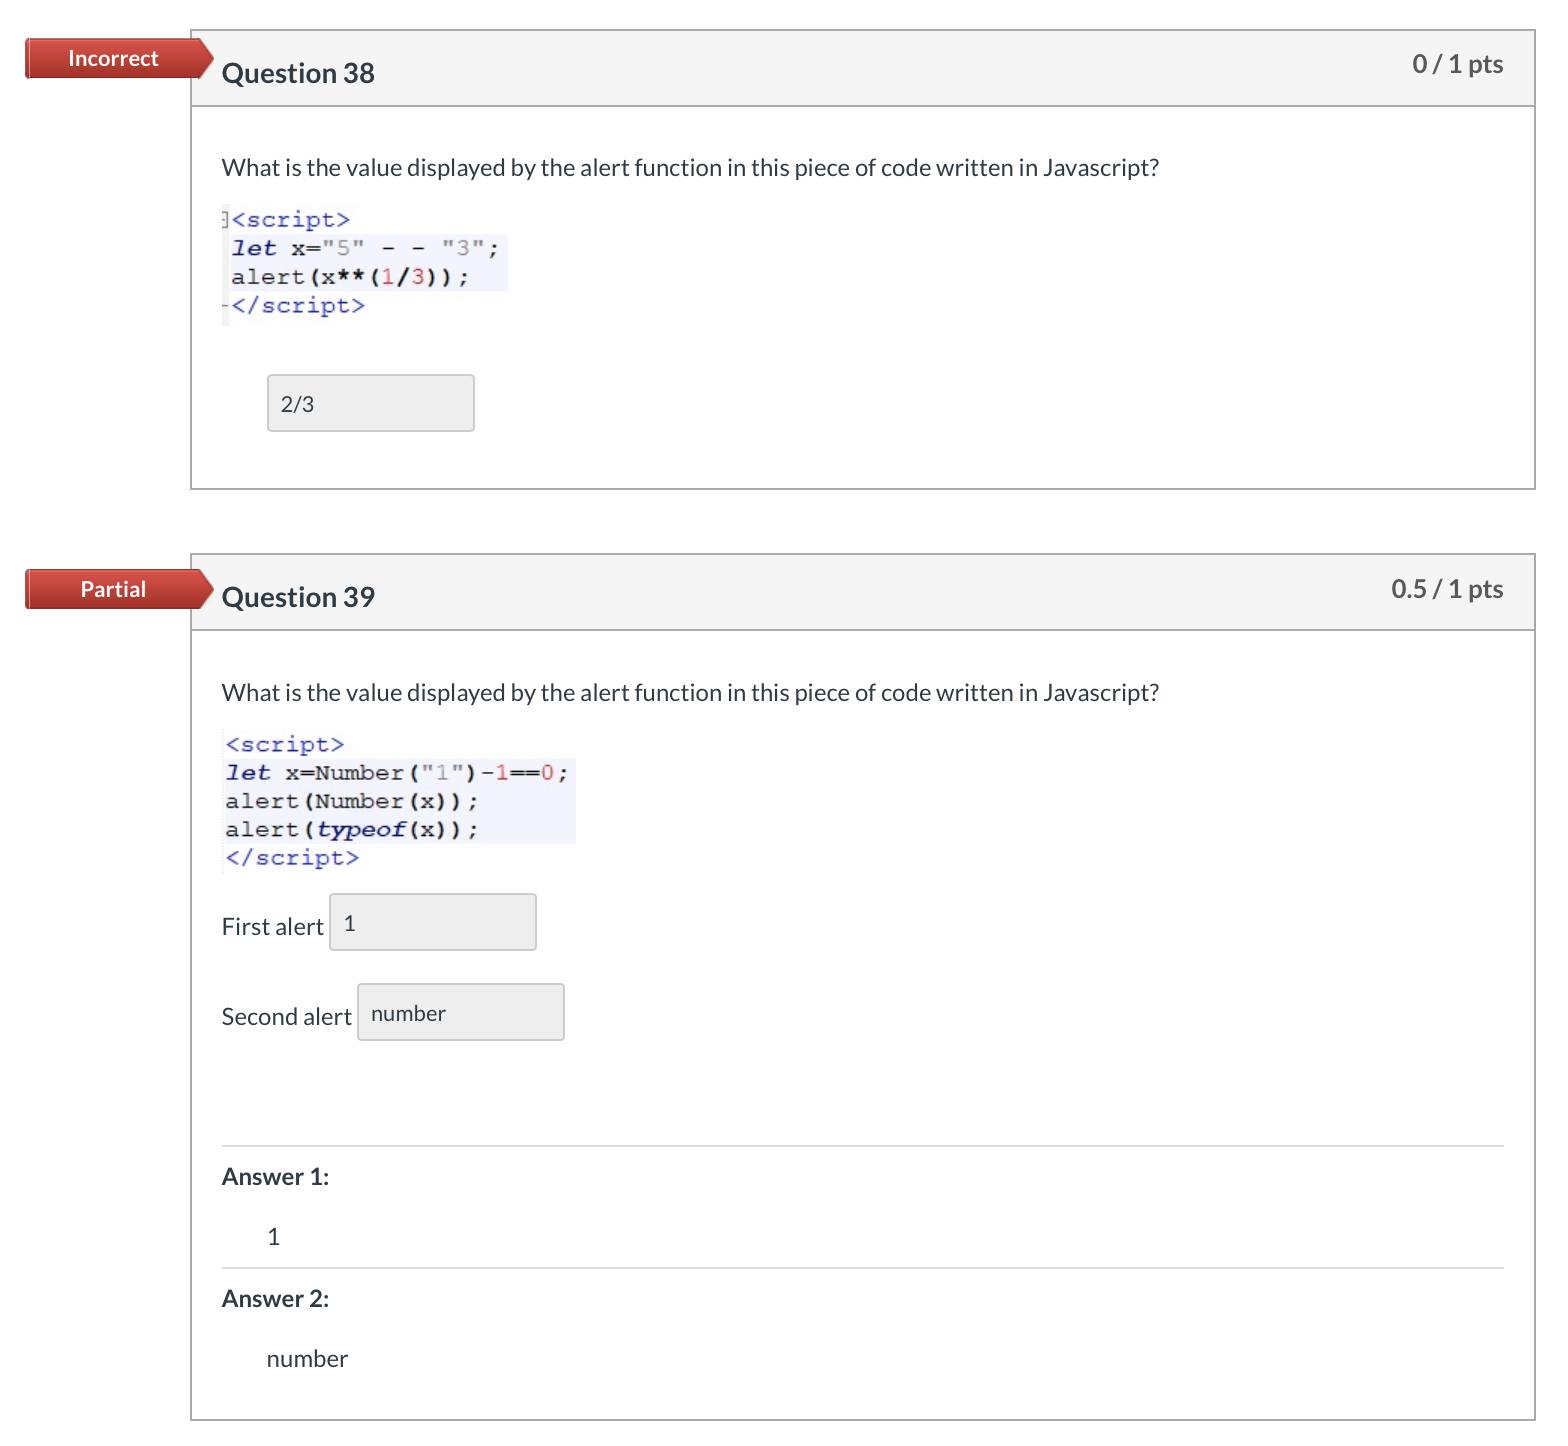 Incorrect
Question 38
0 / 1 pts
What is the value displayed by the alert function in this piece of code written in Javascript?
<script>
let x="5" - - "3";
alert(x**(1/3));
</script>
2/3
Partial
Question 39
0.5 / 1 pts
What is the value displayed by the alert function in this piece of code written in Javascript?
<script>
let x=Number("1")-1==0;
alert(Number(x));
alert(typeof(x));
</script>
First alert 1
Second alert number
Answer 1:
1
Answer 2:
number